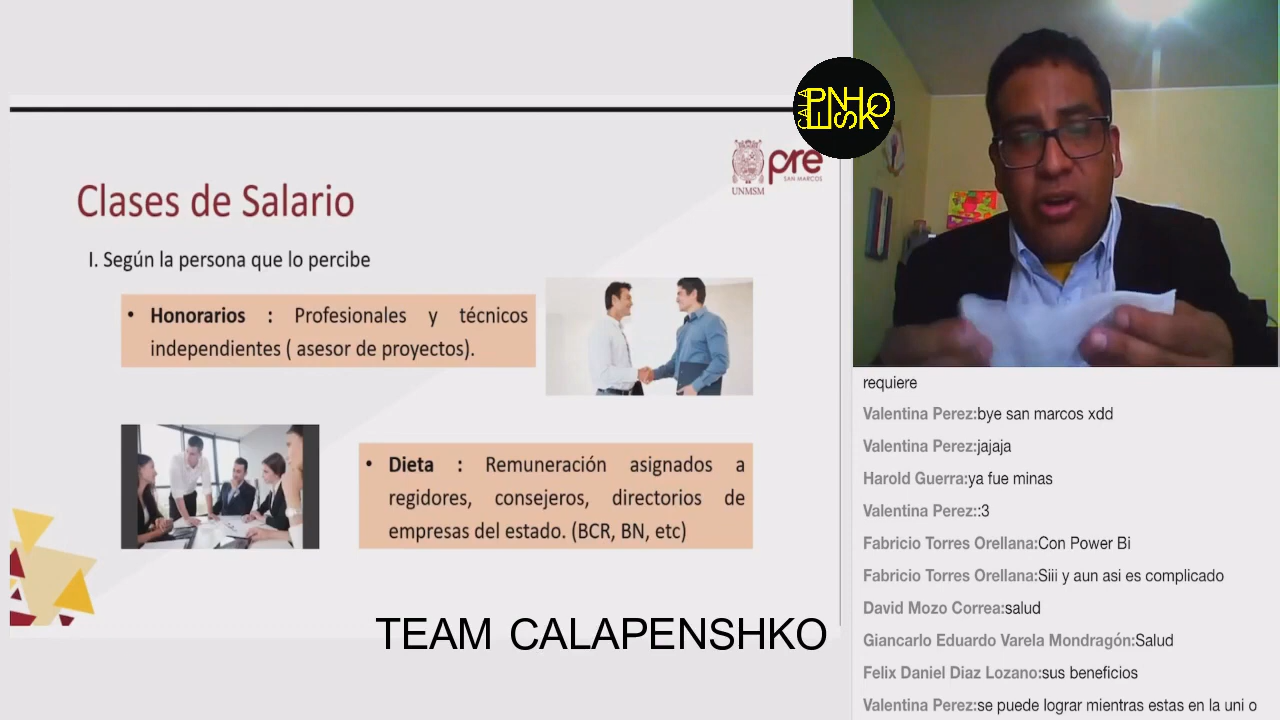 CALA
PENHO
ESK
pre
SAN MARCOS
UNMSM
Clases de Salario
I. Según la persona que lo percibe
• Honorarios : Profesionales y técnicos
independientes ( asesor de proyectos).
• Dieta : Remuneración asignados a
regidores, consejeros, directorios de
empresas del estado. (BCR, BN, etc)
TEAM CALAPENSHKO
requiere
Valentina Perez:bye san marcos xdd
Valentina Perez:jajaja
Harold Guerra:ya fue minas
Valentina Perez::3
Fabricio Torres Orellana:Con Power Bi
Fabricio Torres Orellana:Siii y aun asi es complicado
David Mozo Correa:salud
Giancarlo Eduardo Varela Mondragón:Salud
Felix Daniel Diaz Lozano:sus beneficios
Valentina Perez:se puede lograr mientras estas en la uni o